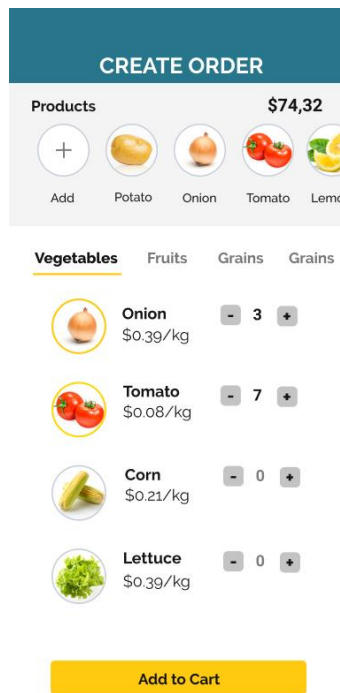 CREATE ORDER
Products $74,32
+
Add Potato Onion Tomato Lemo
Vegetables Fruits Grains Grains
Onion - 3 +
$0.39/kg
Tomato - 7 +
$0.08/kg
Corn - 0 +
$0.21/kg
Lettuce - 0 +
$0.39/kg
Add to Cart